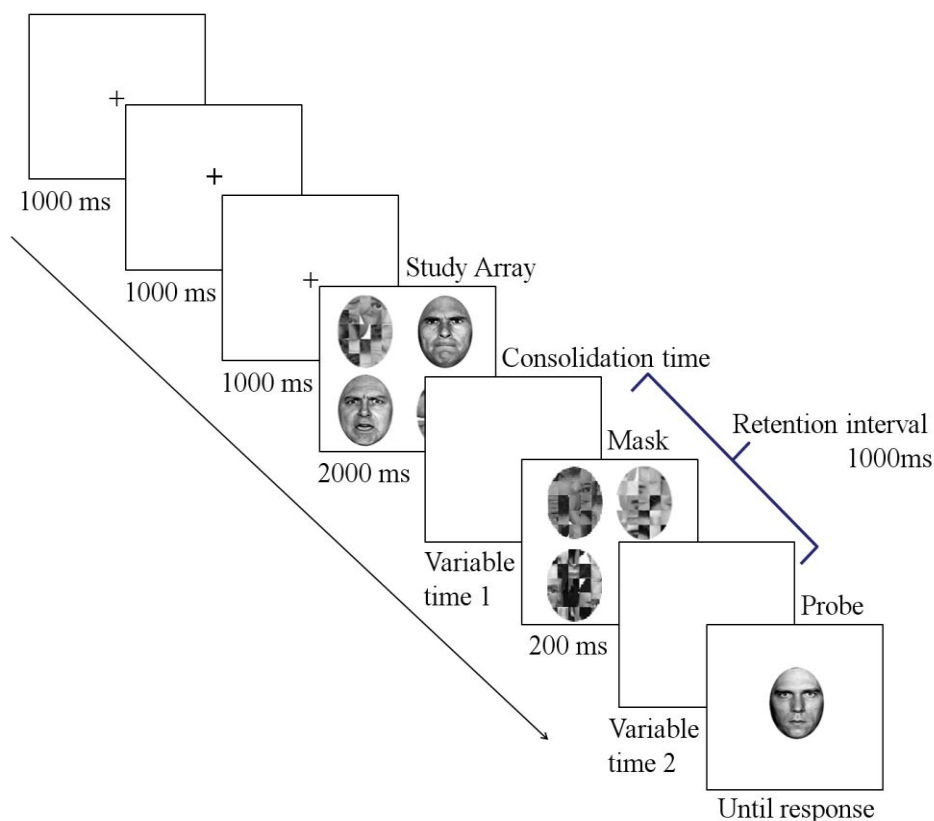 1000 ms
1000 ms
1000 ms
Study Array
2000 ms
Consolidation time
Variable
time 1
Mask
200 ms
Retention interval
1000ms
Variable
time 2
Probe
Until response